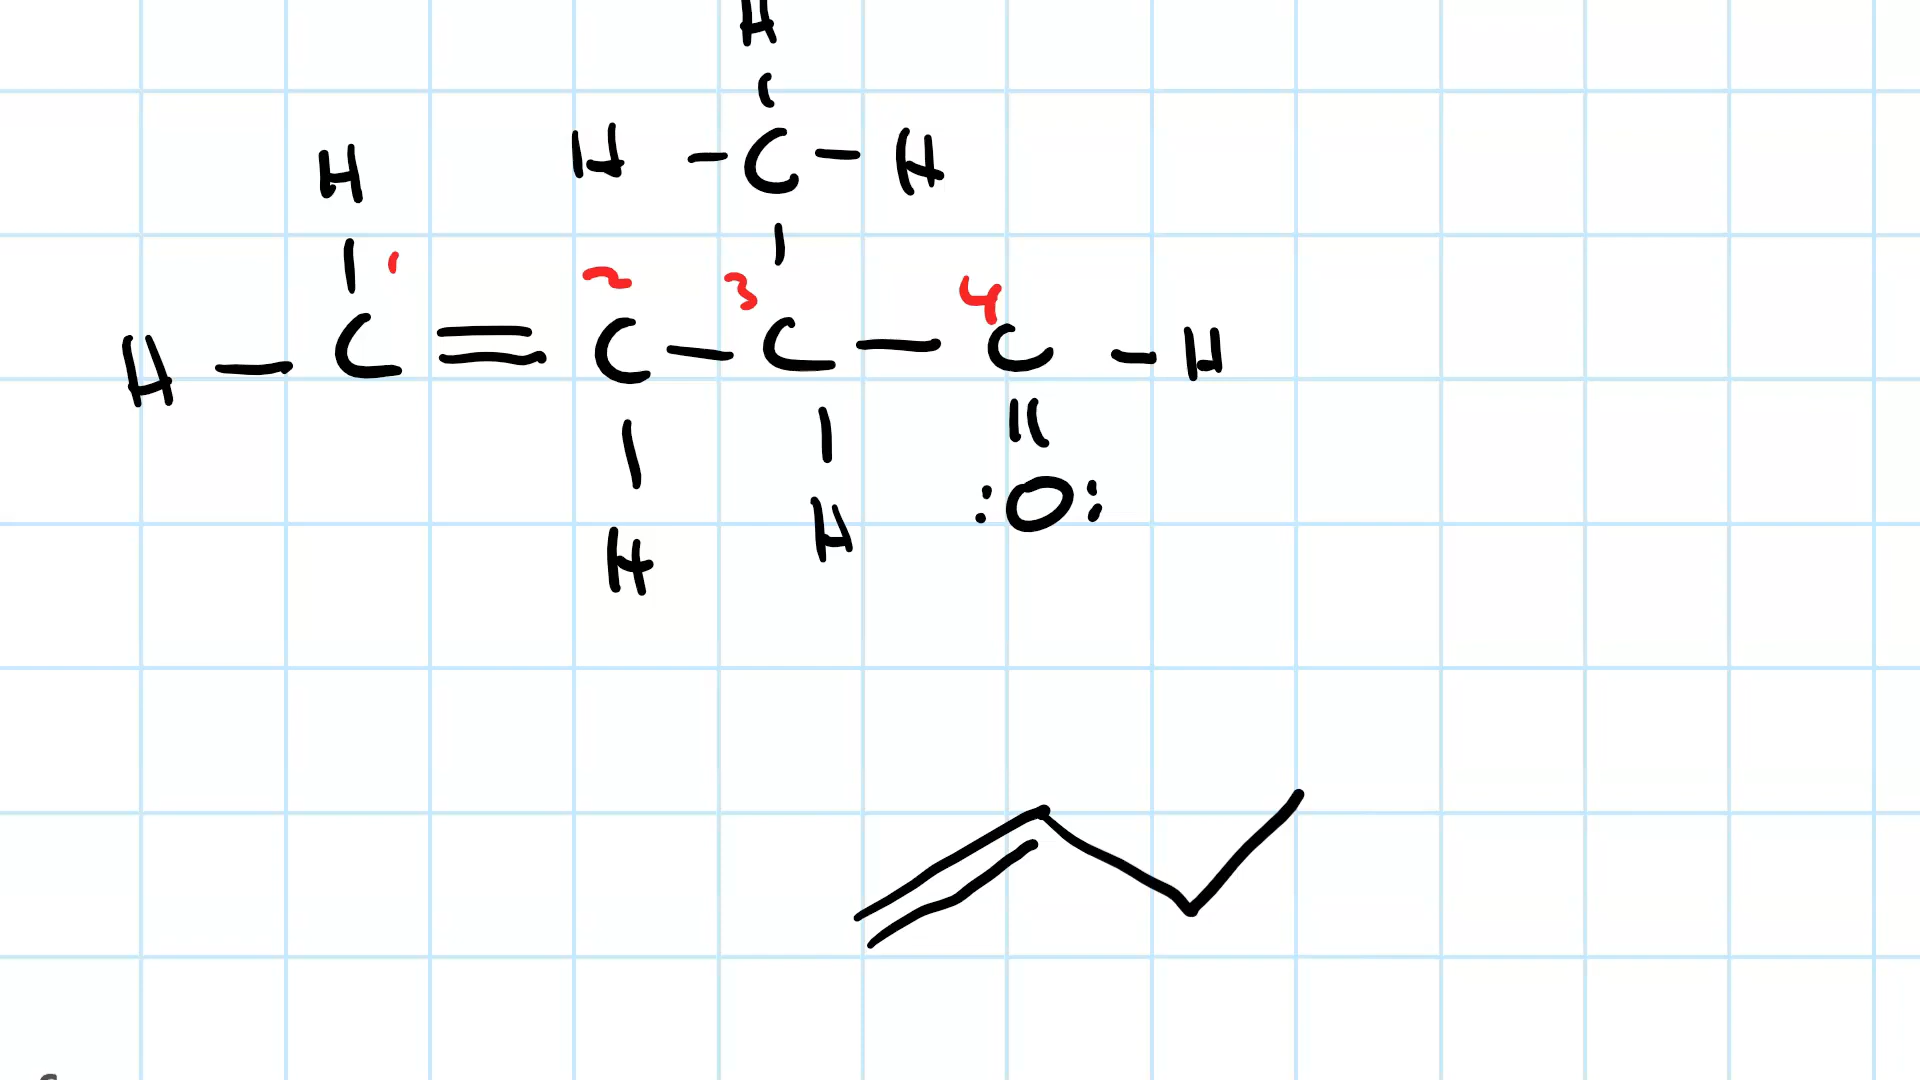 H
H H - C - H
1 2 3 4
H - C = C - C - C - H
H H :O: